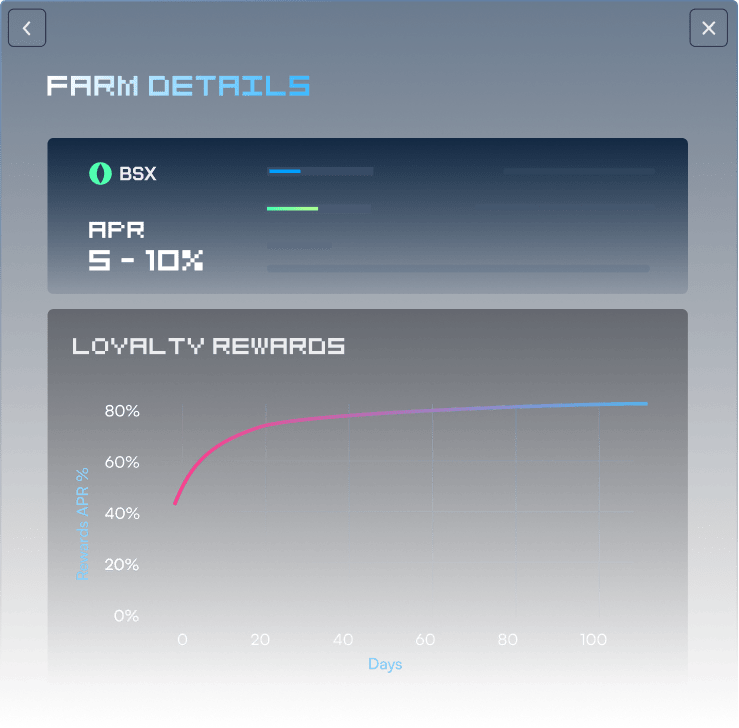 FARM DETAILS
BSX
APR
5 - 10%
LOYALTY REWARDS
80%
60%
40%
20%
0%
Rewards APR %
0 20 40 60 80 100
Days